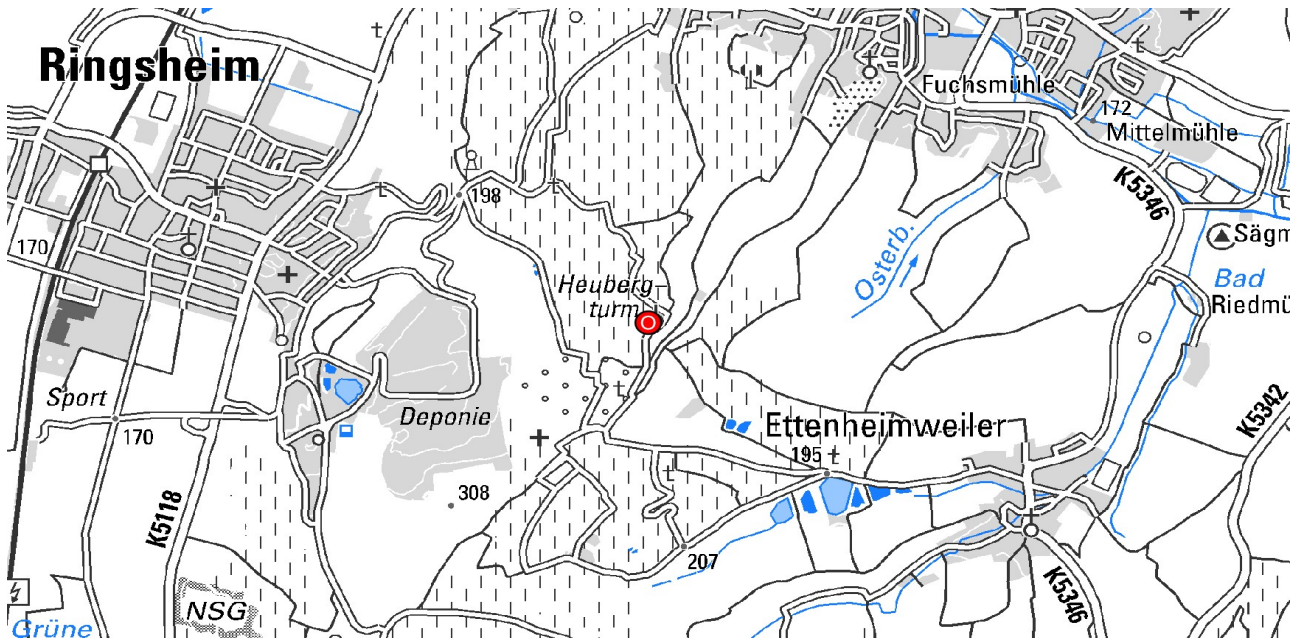 Ringsheim
Fuchsmühle
172
Mittelmühle
198
K5346
170
Sägm
Osterb.
Heuberg-
turm
Bad
Riedmü
Sport
170
Deponie
K5342
Ettenheimweiler
195
308
K5118
207
K5346
NSG
Grüne